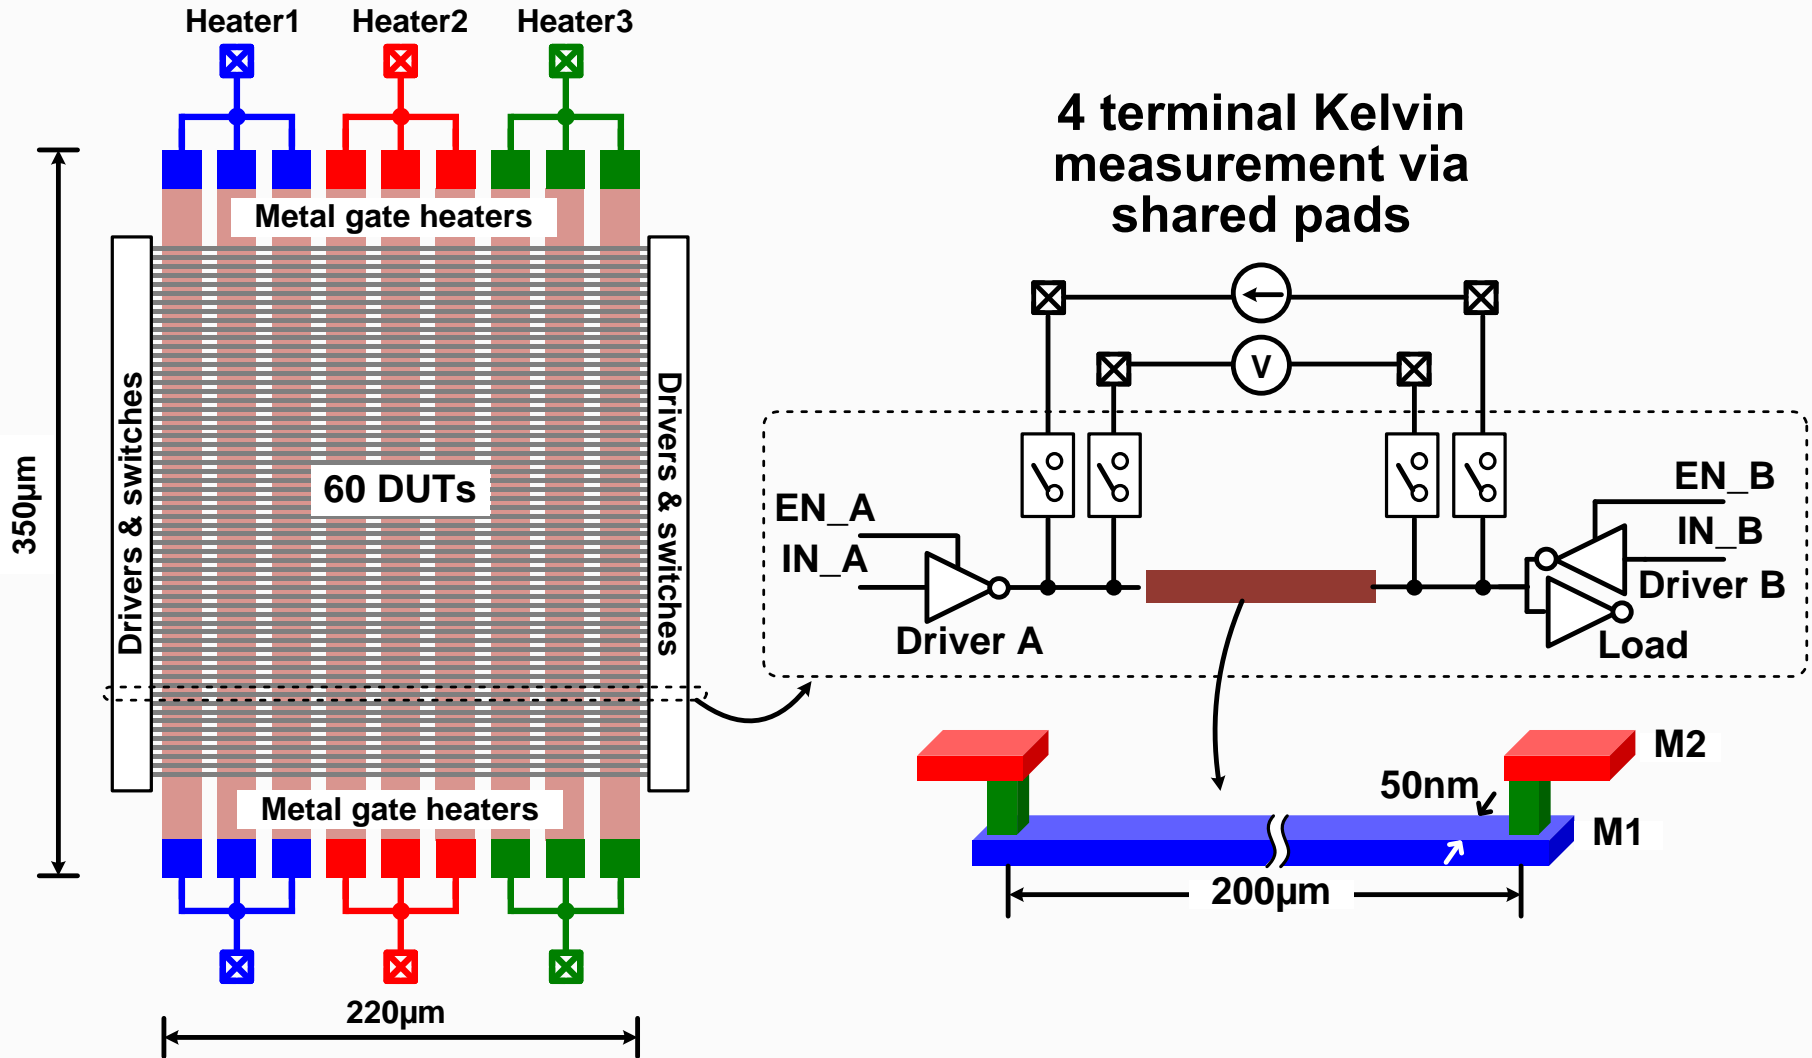 Heater1 Heater2 Heater3
Metal gate heaters
Drivers & switches
60 DUTs
Drivers & switches
350µm
Metal gate heaters
220µm
4 terminal Kelvin
measurement via
shared pads
V
EN_A
IN_A
Driver A
EN_B
IN_B
Driver B
Load
M2
50nm
M1
200µm